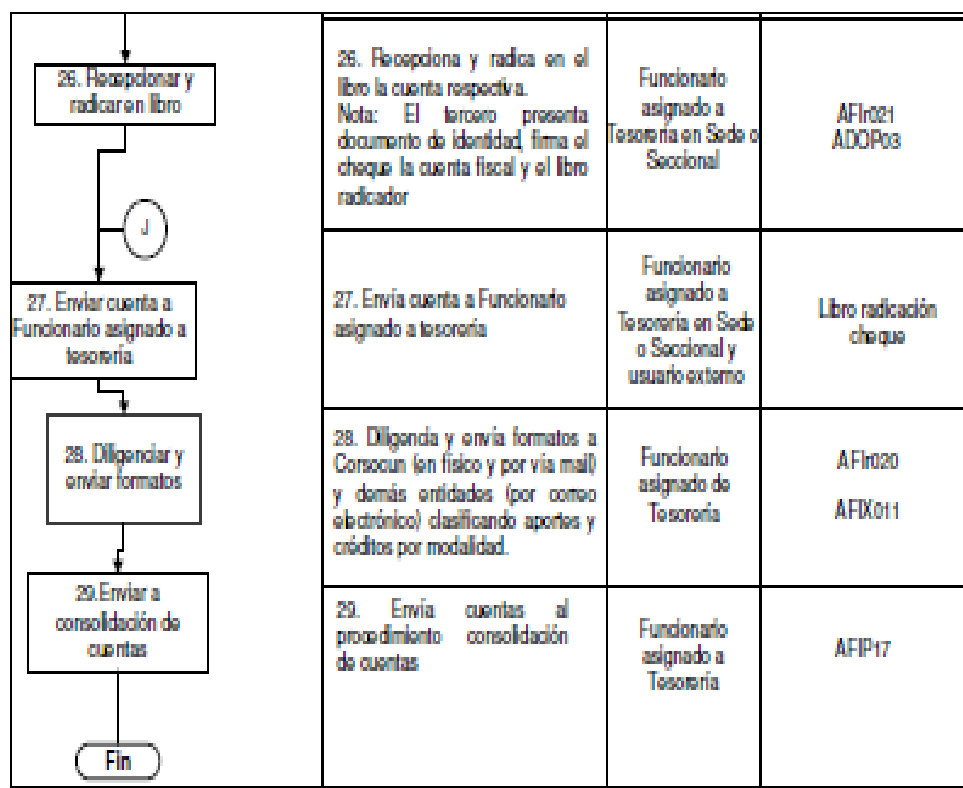 26. Recepcionar y
radicar en libro
26. Recepciona y radica en el
libro la cuenta respectiva.
Nota: El tercero presenta
documento de identidad, firma el
cheque la cuenta fiscal y el libro
radicador
Funcionario
asignado a
Tesorería en Sede o
Seccional
AFIr021
ADOP03
J
27. Enviar cuenta a
Funcionario asignado a
tesorería
27. Envía cuenta a Funcionario
asignado a tesorería
Funcionario
asignado a
Tesorería en Sede
o Seccional y
usuario externo
Libro radicación
cheque
28. Diligenciar y
enviar formatos
28. Diligencia y envía formatos a
Corsocun (en físico y por vía mail)
y demás entidades (por correo
electrónico) clasificando aportes y
créditos por modalidad.
Funcionario
asignado de
Tesorería
AFIr020
AFIX011
29.Enviar a
consolidación de
cuentas
29. Envía cuentas al
procedimiento consolidación
de cuentas
Funcionario
asignado a
Tesorería
AFIP17
Fin